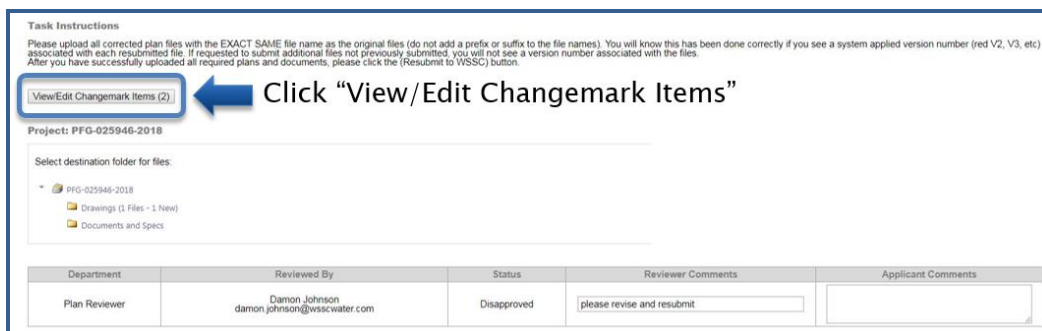 Task Instructions
Please upload all corrected plan files with the EXACT SAME file name as the original files (do not add a prefix or suffix to the file names). You will know this has been done correctly if you see a system applied version number (red V2, V3, etc)
associated with each resubmitted file. If requested to submit additional files not previously submitted, you will not see a version number associated with the files.
After you have successfully uploaded all required plans and documents, please click the (Resubmit to WSSC) button.
View/Edit Changemark Items (2)
Click “View/Edit Changemark Items”
Project: PFG-025946-2018
Select destination folder for files:
PFG-025946-2018
Drawings (1 Files - 1 New)
Documents and Specs
Department Reviewed By Status Reviewer Comments Applicant Comments
Plan Reviewer Damon Johnson Disapproved please revise and resubmit
damon.johnson@wsscwater.com